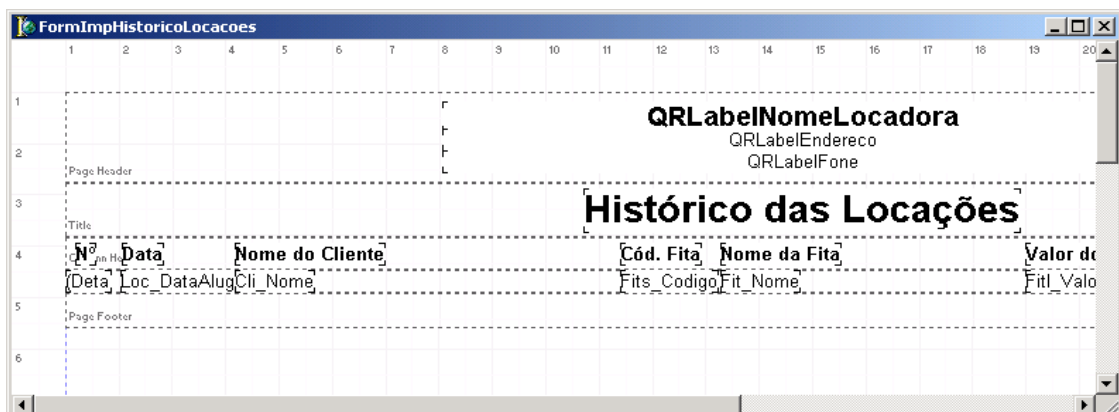 FormImpHistoricoLocacoes
1 2 3 4 5 6 7 8 9 10 11 12 13 14 15 16 17 18 19 20
1
QRLabelNomeLocadora
QRLabelEndereco
2
QRLabelFone
Page Header
3
Histórico das Locações
Title
4
Nº Data Nome do Cliente Cód. Fita Nome da Fita Valor do
(Deta Loc_DataAlug Cli_Nome Fits_Codigo Fit_Nome Fitl_Valo
5
Page Footer
6